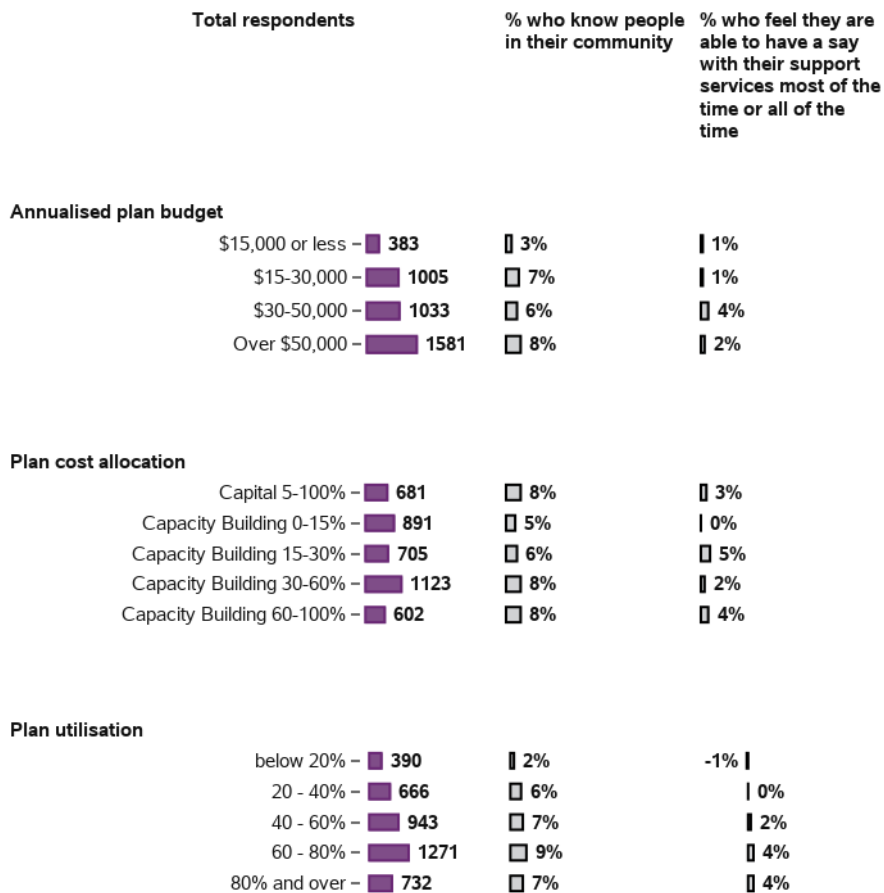 Total respondents
% who know people
in their community
% who feel they are
able to have a say
with their support
services most of the
time or all of the
time
Annualised plan budget
$15,000 or less 383 3% 1%
$15-30,000 1005 7% 1%
$30-50,000 1033 6% 4%
Over $50,000 1581 8% 2%
Plan cost allocation
Capital 5-100% 681 8% 3%
Capacity Building 0-15% 891 5% 0%
Capacity Building 15-30% 705 6% 5%
Capacity Building 30-60% 1123 8% 2%
Capacity Building 60-100% 602 8% 4%
Plan utilisation
below 20% 390 2% -1%
20 - 40% 666 6% 0%
40 - 60% 943 7% 2%
60 - 80% 1271 9% 4%
80% and over 732 7% 4%